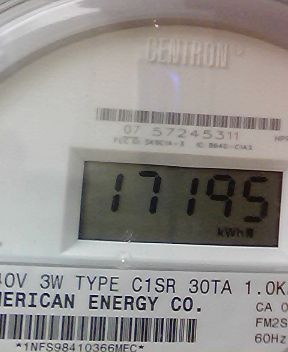 CENTRON®
07 57245311
17195
kWh
40V 3W TYPE C1SR 30TA 1.0K
MERICAN ENERGY CO.
CA 0
FM2S
60Hz
*1NFS98410366MFC*